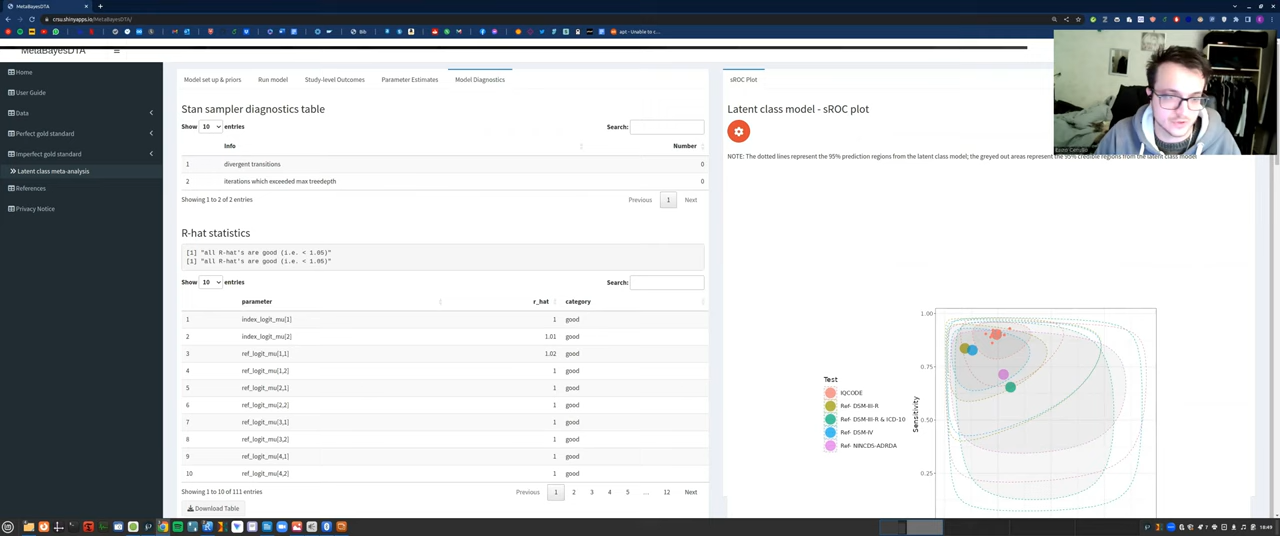 MetaBayesDTA
crsu.shinyapps.io/MetaBayesDTA/
Bib
apt - Unable to c...
MetaBayesDTA
Home
User Guide
Data
Perfect gold standard
Imperfect gold standard
Latent class meta-analysis
References
Privacy Notice
Model set up & priors
Run model
Study-level Outcomes
Parameter Estimates
Model Diagnostics
Stan sampler diagnostics table
Show 10 entries
Search:
Info Number
1 divergent transitions 0
2 iterations which exceeded max treedepth 0
Showing 1 to 2 of 2 entries
Previous 1 Next
R-hat statistics
[1] "all R-hat's are good (i.e. < 1.05)"
[1] "all R-hat's are good (i.e. < 1.05)"
Show 10 entries
Search:
parameter r_hat category
1 index_logit_mu[1] 1 good
2 index_logit_mu[2] 1.01 good
3 ref_logit_mu[1,1] 1.02 good
4 ref_logit_mu[1,2] 1 good
5 ref_logit_mu[2,1] 1 good
6 ref_logit_mu[2,2] 1 good
7 ref_logit_mu[3,1] 1 good
8 ref_logit_mu[3,2] 1 good
9 ref_logit_mu[4,1] 1 good
10 ref_logit_mu[4,2] 1 good
Showing 1 to 10 of 111 entries
Previous 1 2 3 4 5 ... 12 Next
Download Table
sROC Plot
Latent class model - sROC plot
NOTE: The dotted lines represent the 95% prediction regions from the latent class model; the greyed out areas represent the 95% credible regions from the latent class model
1.00
0.75
0.50
0.25
Sensitivity
Test
IQCODE
Ref- DSM-III-R
Ref- DSM-III-R & ICD-10
Ref- DSM-IV
Ref- NINCDS-ADRDA
18:49